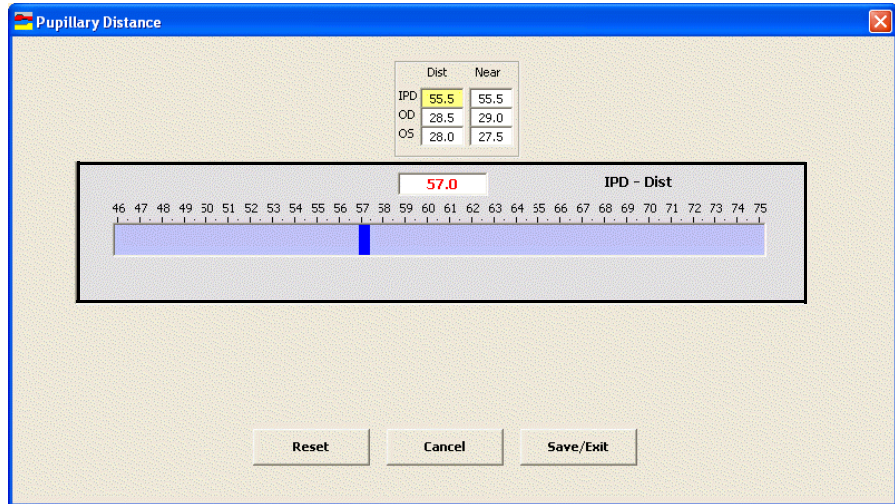 Pupillary Distance
Dist Near
IPD 55.5 55.5
OD 28.5 29.0
OS 28.0 27.5
57.0 IPD - Dist
46 47 48 49 50 51 52 53 54 55 56 57 58 59 60 61 62 63 64 65 66 67 68 69 70 71 72 73 74 75
Reset Cancel Save/Exit